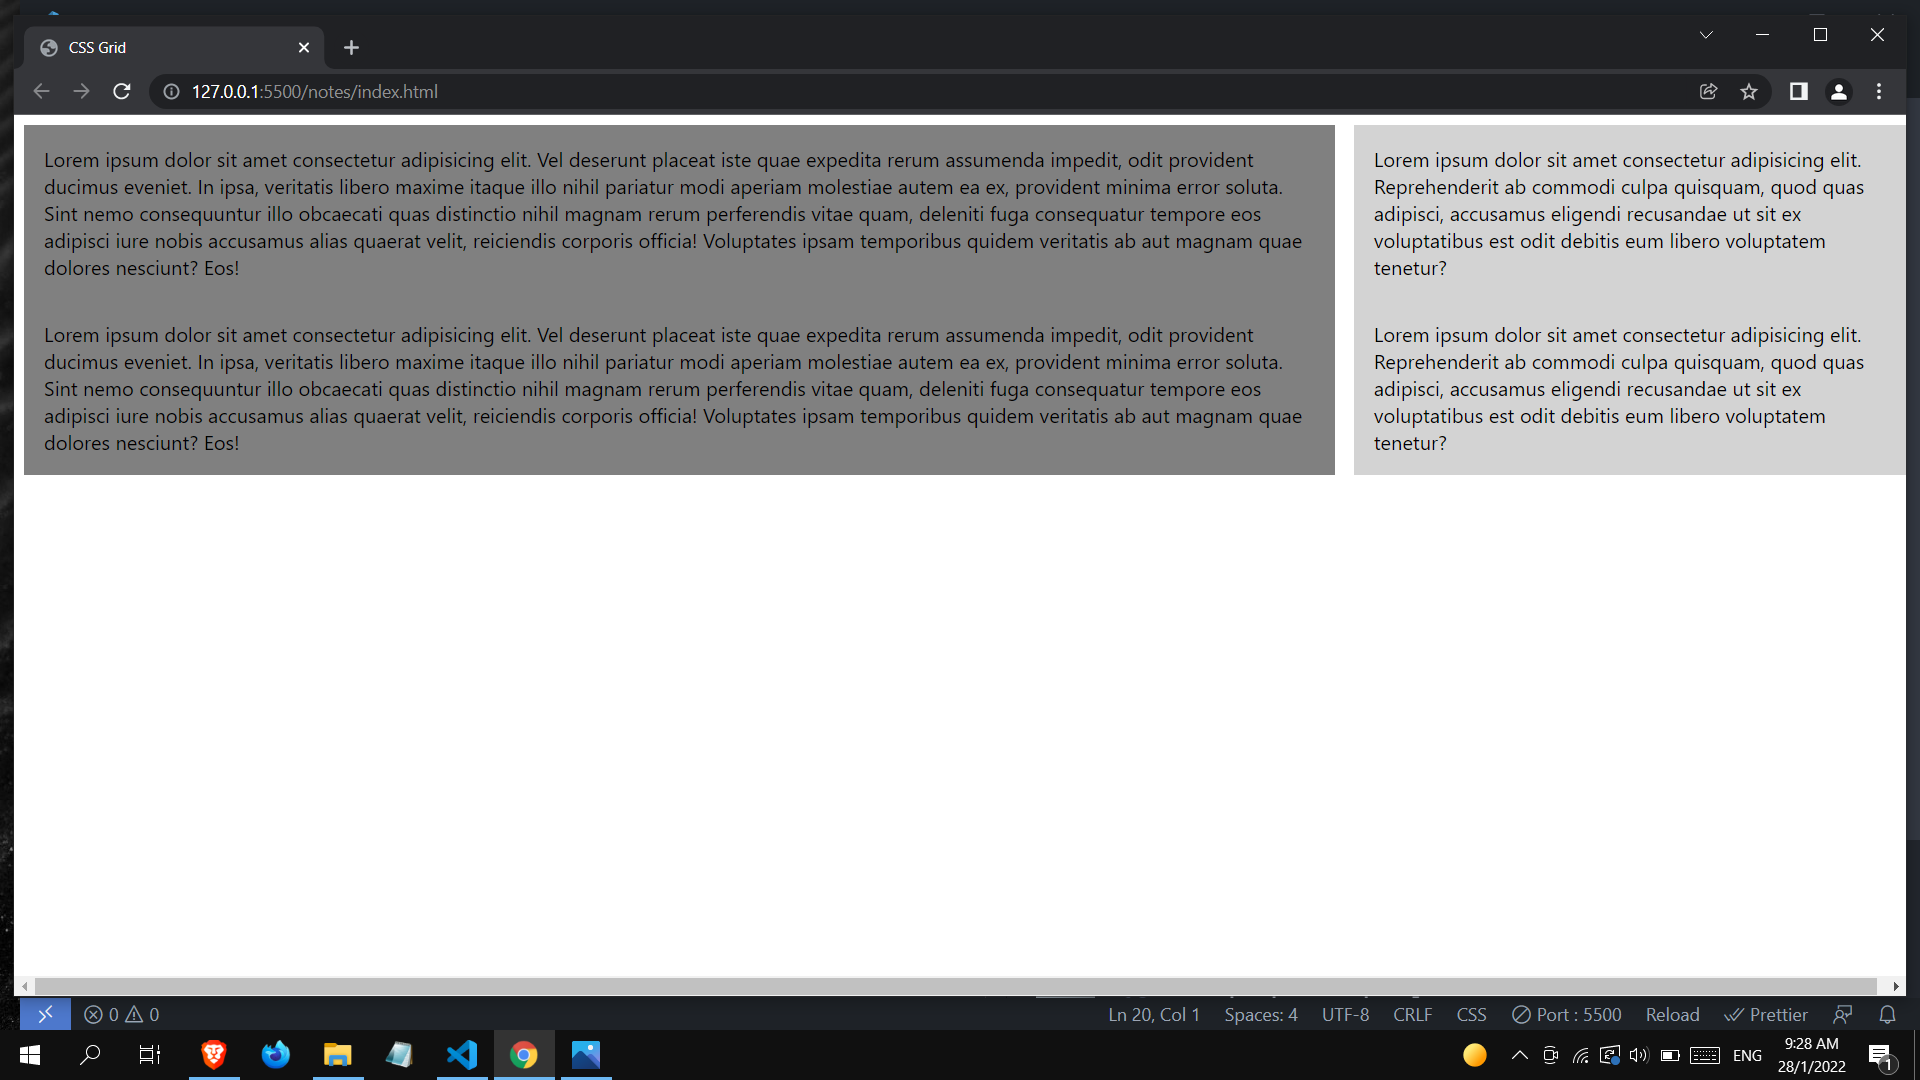 CSS Grid
127.0.0.1:5500/notes/index.html
Lorem ipsum dolor sit amet consectetur adipisicing elit. Vel deserunt placeat iste quae expedita rerum assumenda impedit, odit provident
ducimus eveniet. In ipsa, veritatis libero maxime itaque illo nihil pariatur modi aperiam molestiae autem ea ex, provident minima error soluta.
Sint nemo consequuntur illo obcaecati quas distinctio nihil magnam rerum perferendis vitae quam, deleniti fuga consequatur tempore eos
adipisci iure nobis accusamus alias quaerat velit, reiciendis corporis officia! Voluptates ipsam temporibus quidem veritatis ab aut magnam quae
dolores nesciunt? Eos!
Lorem ipsum dolor sit amet consectetur adipisicing elit.
Reprehenderit ab commodi culpa quisquam, quod quas
adipisci, accusamus eligendi recusandae ut sit ex
voluptatibus est odit debitis eum libero voluptatem
tenetur?
Lorem ipsum dolor sit amet consectetur adipisicing elit. Vel deserunt placeat iste quae expedita rerum assumenda impedit, odit provident
ducimus eveniet. In ipsa, veritatis libero maxime itaque illo nihil pariatur modi aperiam molestiae autem ea ex, provident minima error soluta.
Sint nemo consequuntur illo obcaecati quas distinctio nihil magnam rerum perferendis vitae quam, deleniti fuga consequatur tempore eos
adipisci iure nobis accusamus alias quaerat velit, reiciendis corporis officia! Voluptates ipsam temporibus quidem veritatis ab aut magnam quae
dolores nesciunt? Eos!
Lorem ipsum dolor sit amet consectetur adipisicing elit.
Reprehenderit ab commodi culpa quisquam, quod quas
adipisci, accusamus eligendi recusandae ut sit ex
voluptatibus est odit debitis eum libero voluptatem
tenetur?
0 0 Ln 20, Col 1 Spaces: 4 UTF-8 CRLF CSS Port : 5500 Reload Prettier
ENG 9:28 AM
28/1/2022 1